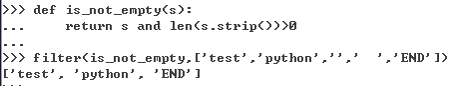 >>> def is_not_empty(s):
...     return s and len(s.strip())>0
...
>>> filter(is_not_empty,['test','python','','  ','END'])
['test', 'python', 'END']